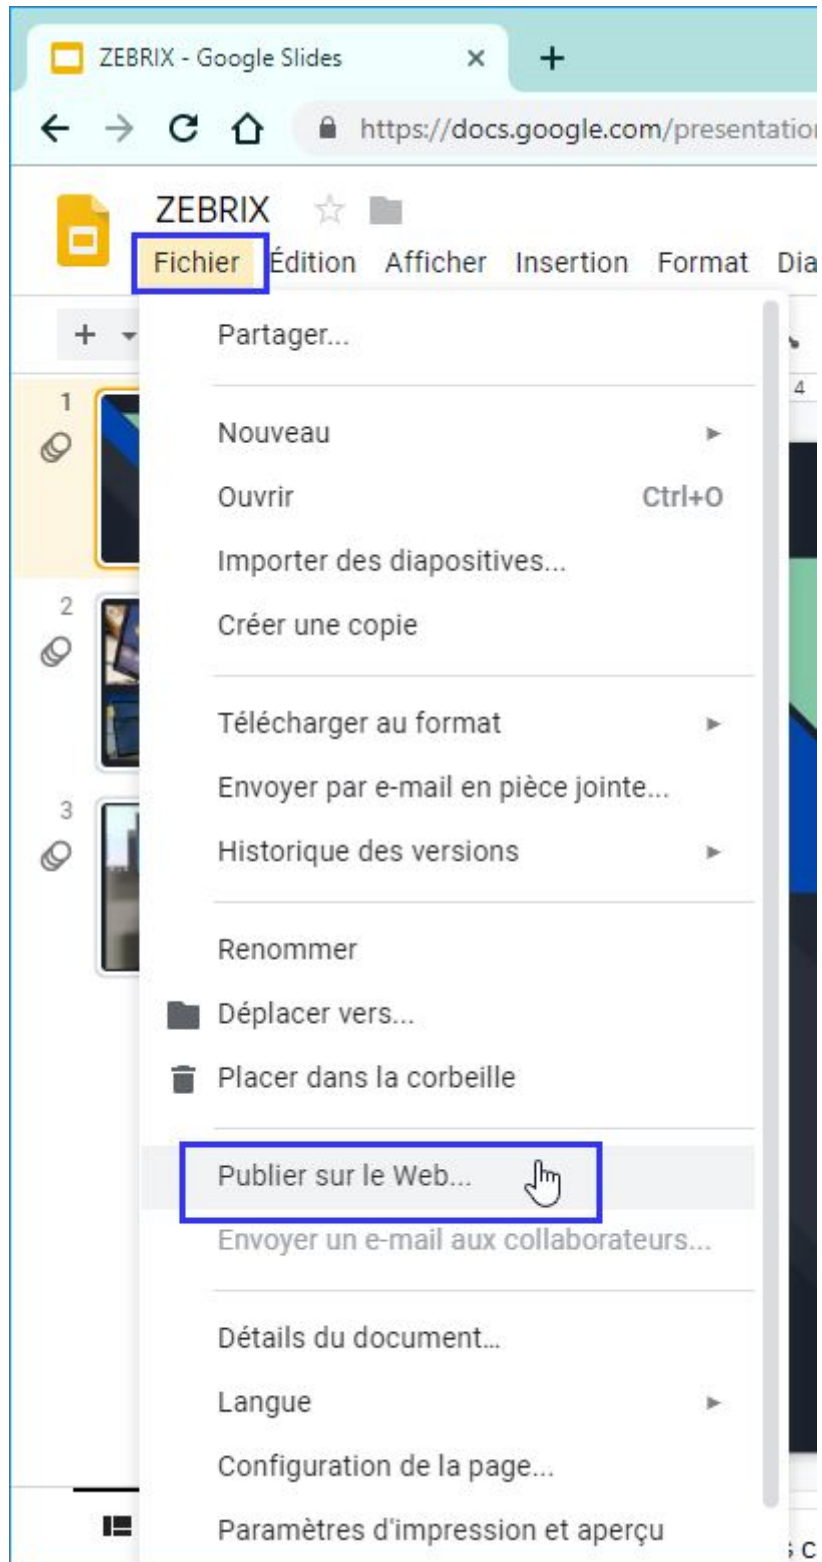 ZEBRIX - Google Slides
https://docs.google.com/presentation
ZEBRIX
Fichier Édition Afficher Insertion Format Dia
Partager...
4
1
Nouveau
Ouvrir Ctrl+O
Importer des diapositives...
2
Créer une copie
Télécharger au format
Envoyer par e-mail en pièce jointe...
3
Historique des versions
Renommer
Déplacer vers...
Placer dans la corbeille
Publier sur le Web...
Envoyer un e-mail aux collaborateurs...
Détails du document...
Langue
Configuration de la page...
Paramètres d'impression et aperçu